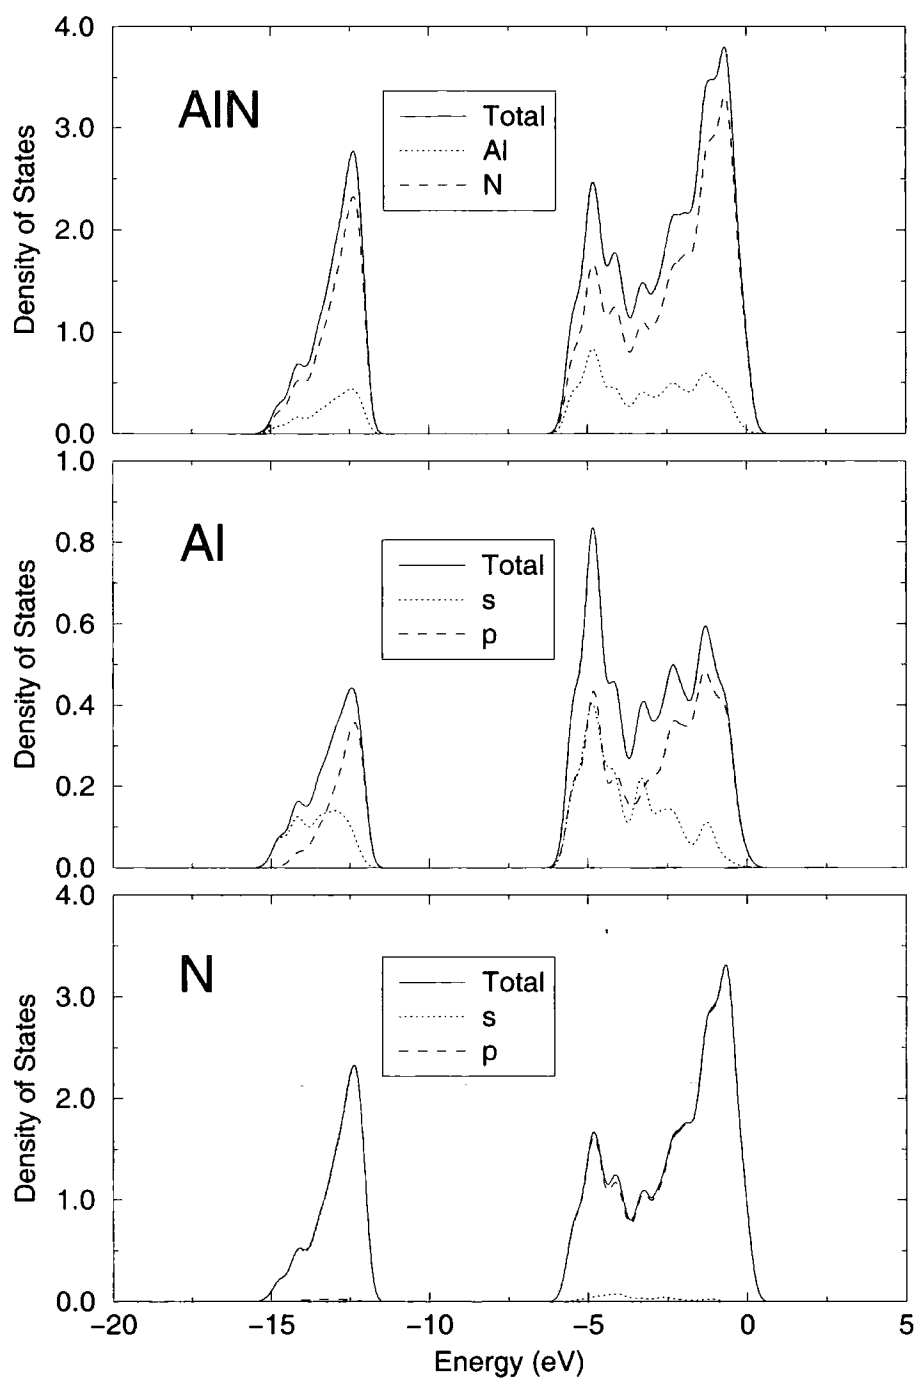 4.0
AlN
Total
Al
N
3.0
2.0
1.0
0.0
Density of States
1.0
Al
Total
s
p
0.8
0.6
0.4
0.2
0.0
Density of States
4.0
N
Total
s
p
3.0
2.0
1.0
0.0
Density of States
−20 −15 −10 −5 0 5
Energy (eV)